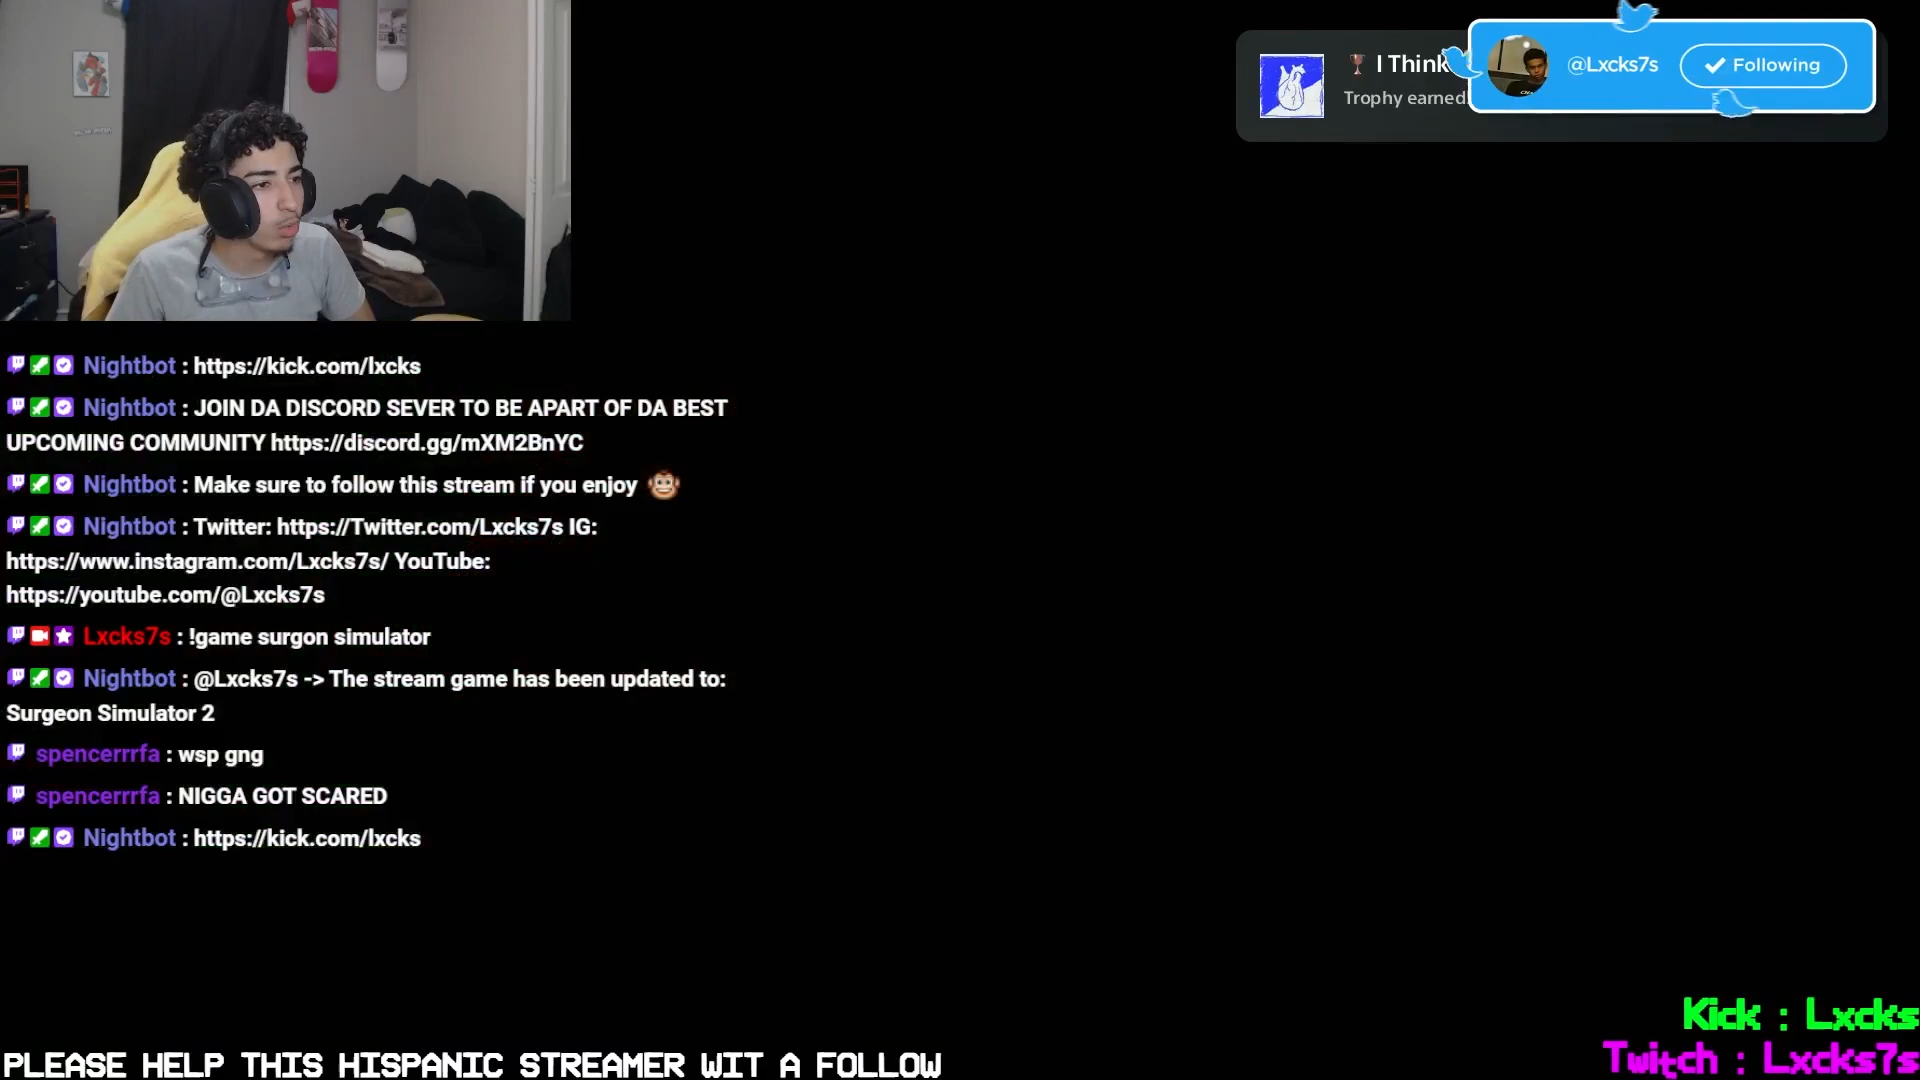 🏆 I Think
Trophy earned
@Lxcks7s
Following
Nightbot : https://kick.com/lxcks
Nightbot : JOIN DA DISCORD SEVER TO BE APART OF DA BEST
UPCOMING COMMUNITY https://discord.gg/mXM2BnYC
Nightbot : Make sure to follow this stream if you enjoy 🐵
Nightbot : Twitter: https://Twitter.com/Lxcks7s IG:
https://www.instagram.com/Lxcks7s/ YouTube:
https://youtube.com/@Lxcks7s
Lxcks7s : !game surgon simulator
Nightbot : @Lxcks7s -> The stream game has been updated to:
Surgeon Simulator 2
spencerrrfa : wsp gng
spencerrrfa : NIGGA GOT SCARED
Nightbot : https://kick.com/lxcks
Kick : Lxcks
Twitch : Lxcks7s
PLEASE HELP THIS HISPANIC STREAMER WIT A FOLLOW